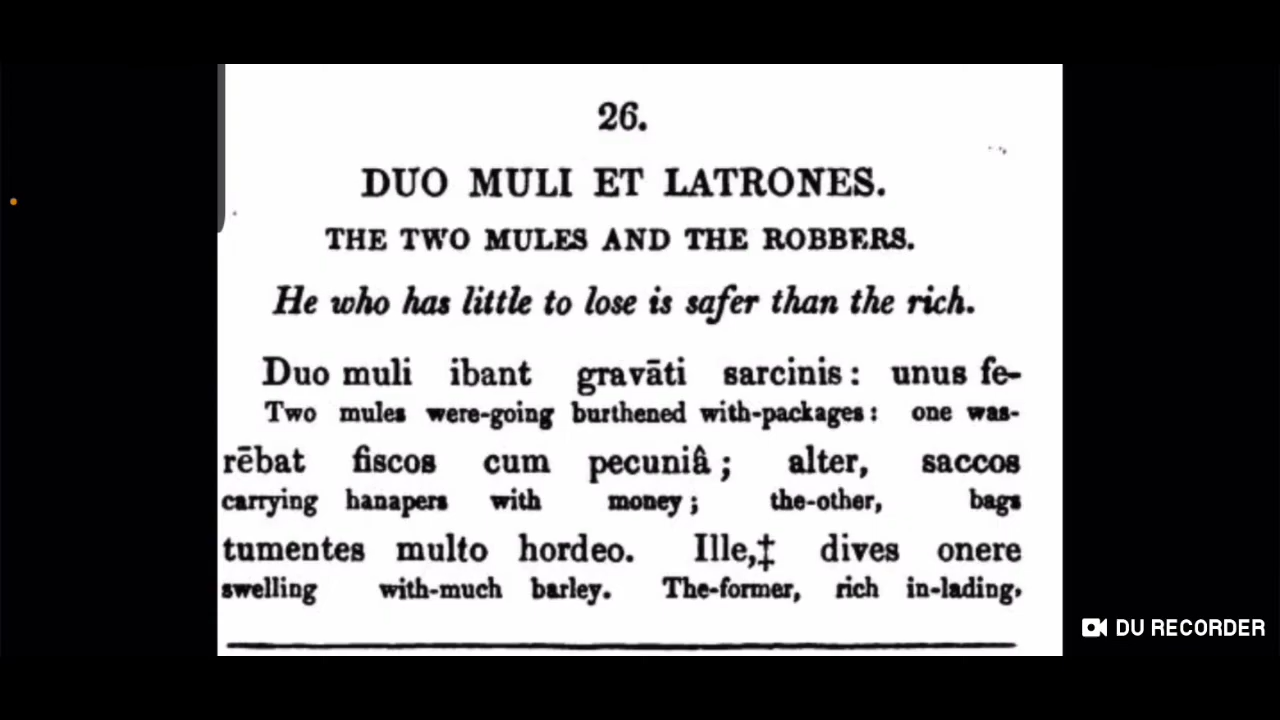 26.
DUO MULI ET LATRONES.
THE TWO MULES AND THE ROBBERS.
He who has little to lose is safer than the rich.
Duo muli ibant gravāti sarcinis: unus fe-
Two mules were-going burthened with-packages: one was-
rēbat fiscos cum pecuniâ; alter, saccos
carrying hanapers with money; the-other, bags
tumentes multo hordeo. Ille,‡ dives onere
swelling with-much barley. The-former, rich in-lading,
DU RECORDER